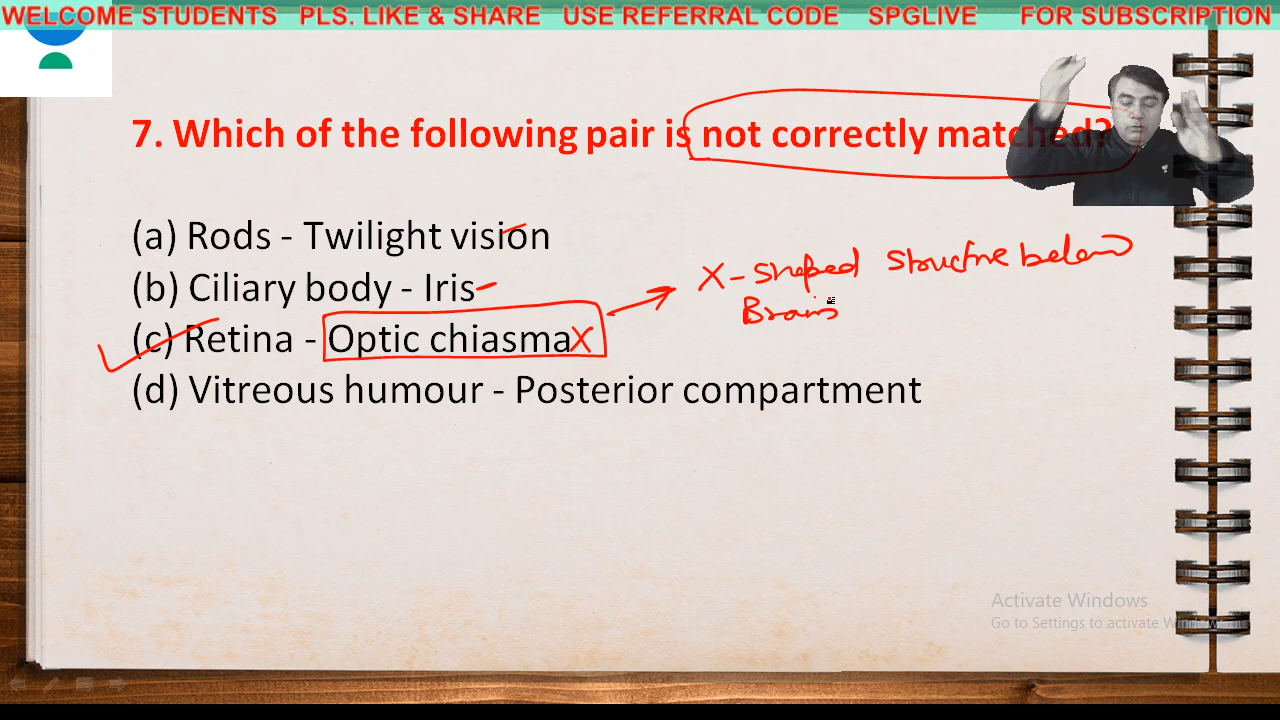 WELCOME STUDENTS PLS. LIKE & SHARE USE REFERRAL CODE SPGLIVE FOR SUBSCRIPTION
7. Which of the following pair is not correctly matched?
(a) Rods - Twilight vision
(b) Ciliary body - Iris
(c) Retina - Optic chiasma X
(d) Vitreous humour - Posterior compartment
X - shaped structure below
Brain
Activate Windows
Go to Settings to activate Windows.